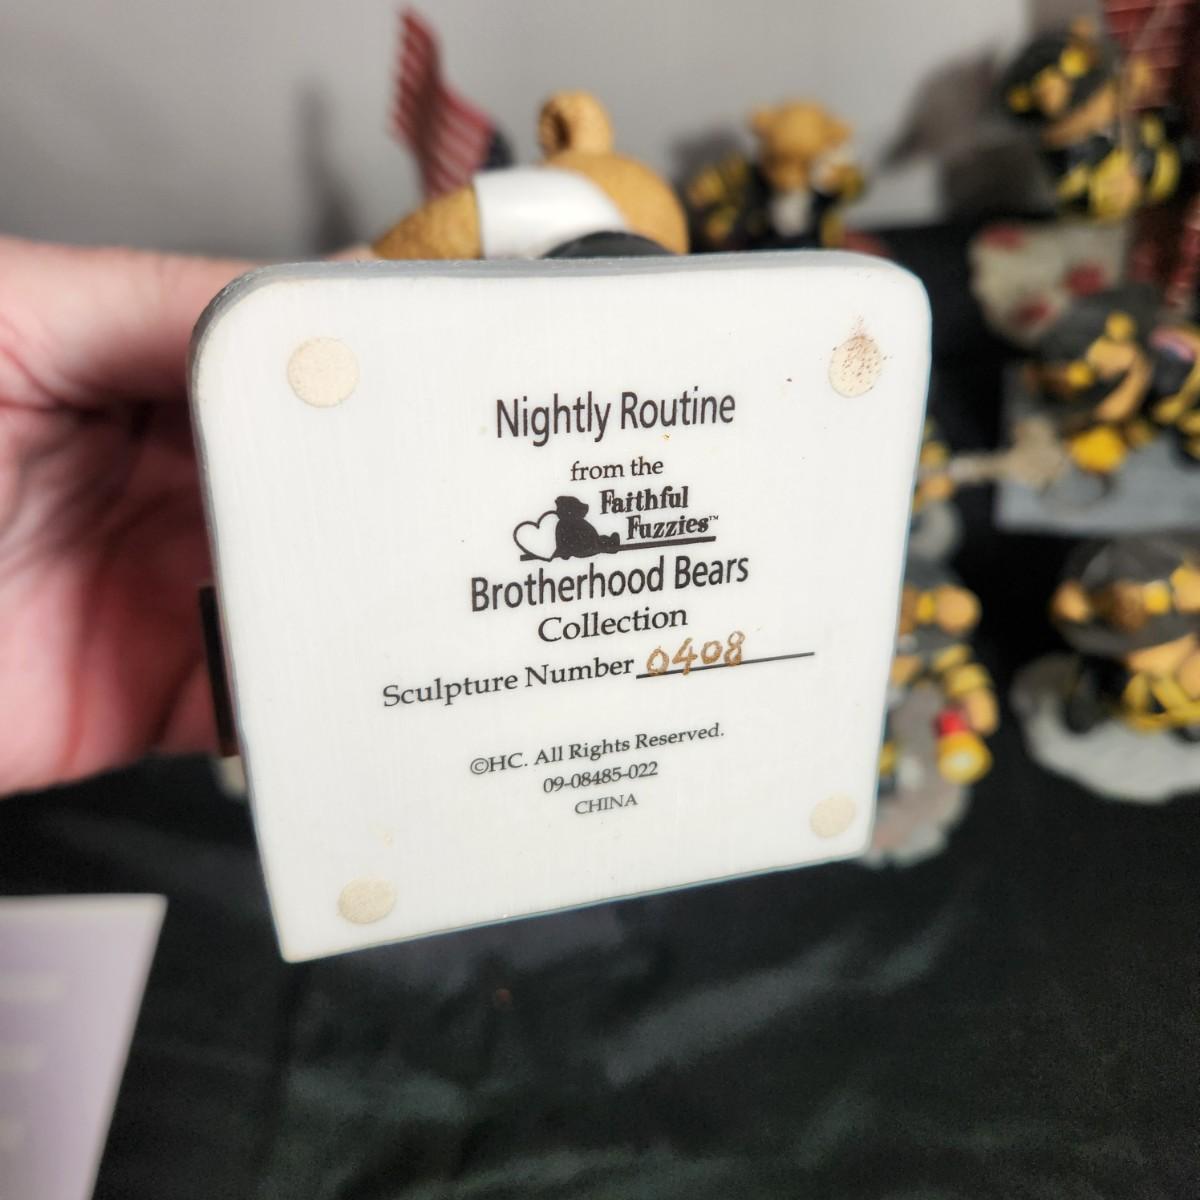 Nightly Routine
from the
Faithful
Fuzzies™
Brotherhood Bears
Collection
Sculpture Number 0408
©HC. All Rights Reserved.
09-08485-022
CHINA